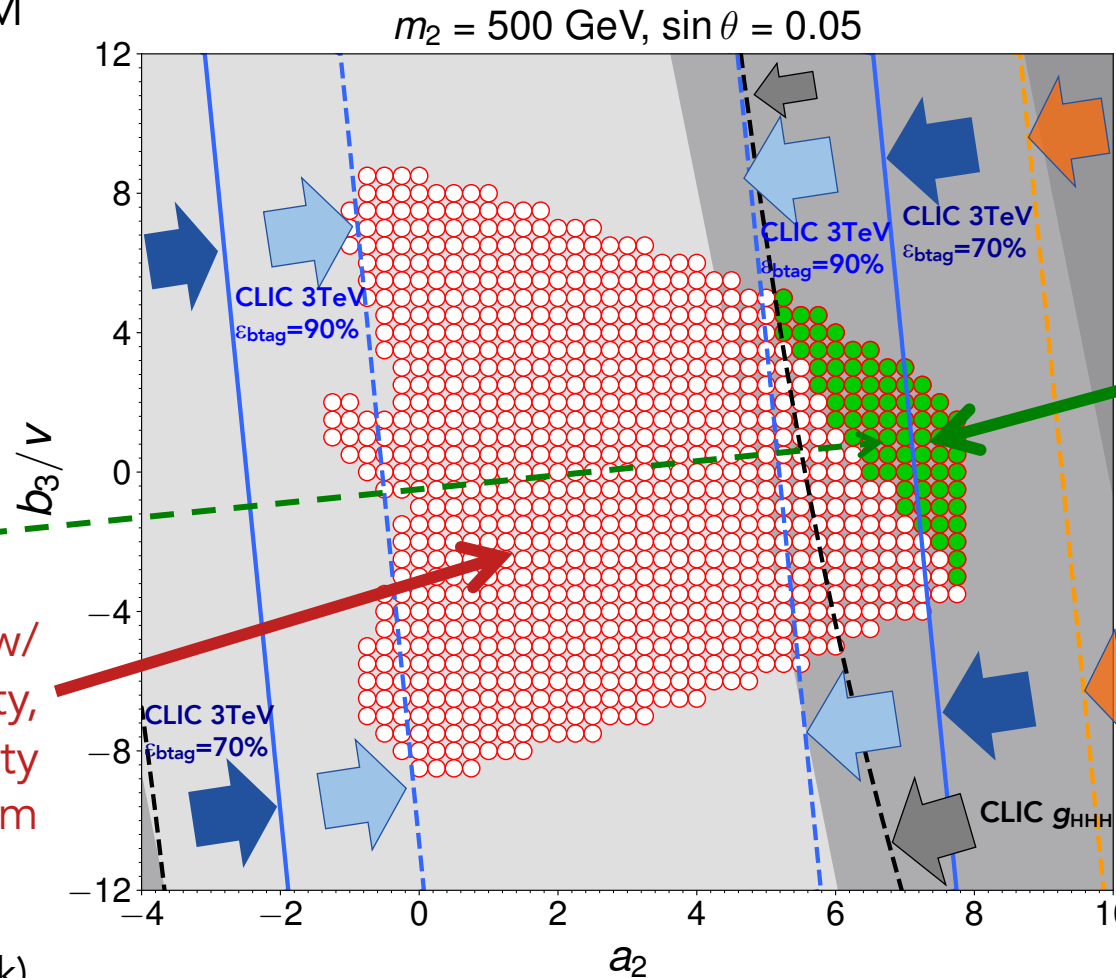 M
m₂ = 500 GeV, sin θ = 0.05
12
8
4
0
−4
−8
−12
b₃/v
CLIC 3TeV
εbtag=90%
CLIC 3TeV
εbtag=70%
CLIC 3TeV
εbtag=90%
CLIC 3TeV
εbtag=70%
CLIC gHHH
w/
ty,
ty
m
−4
−2
0
2
4
6
8
10
a₂
k)